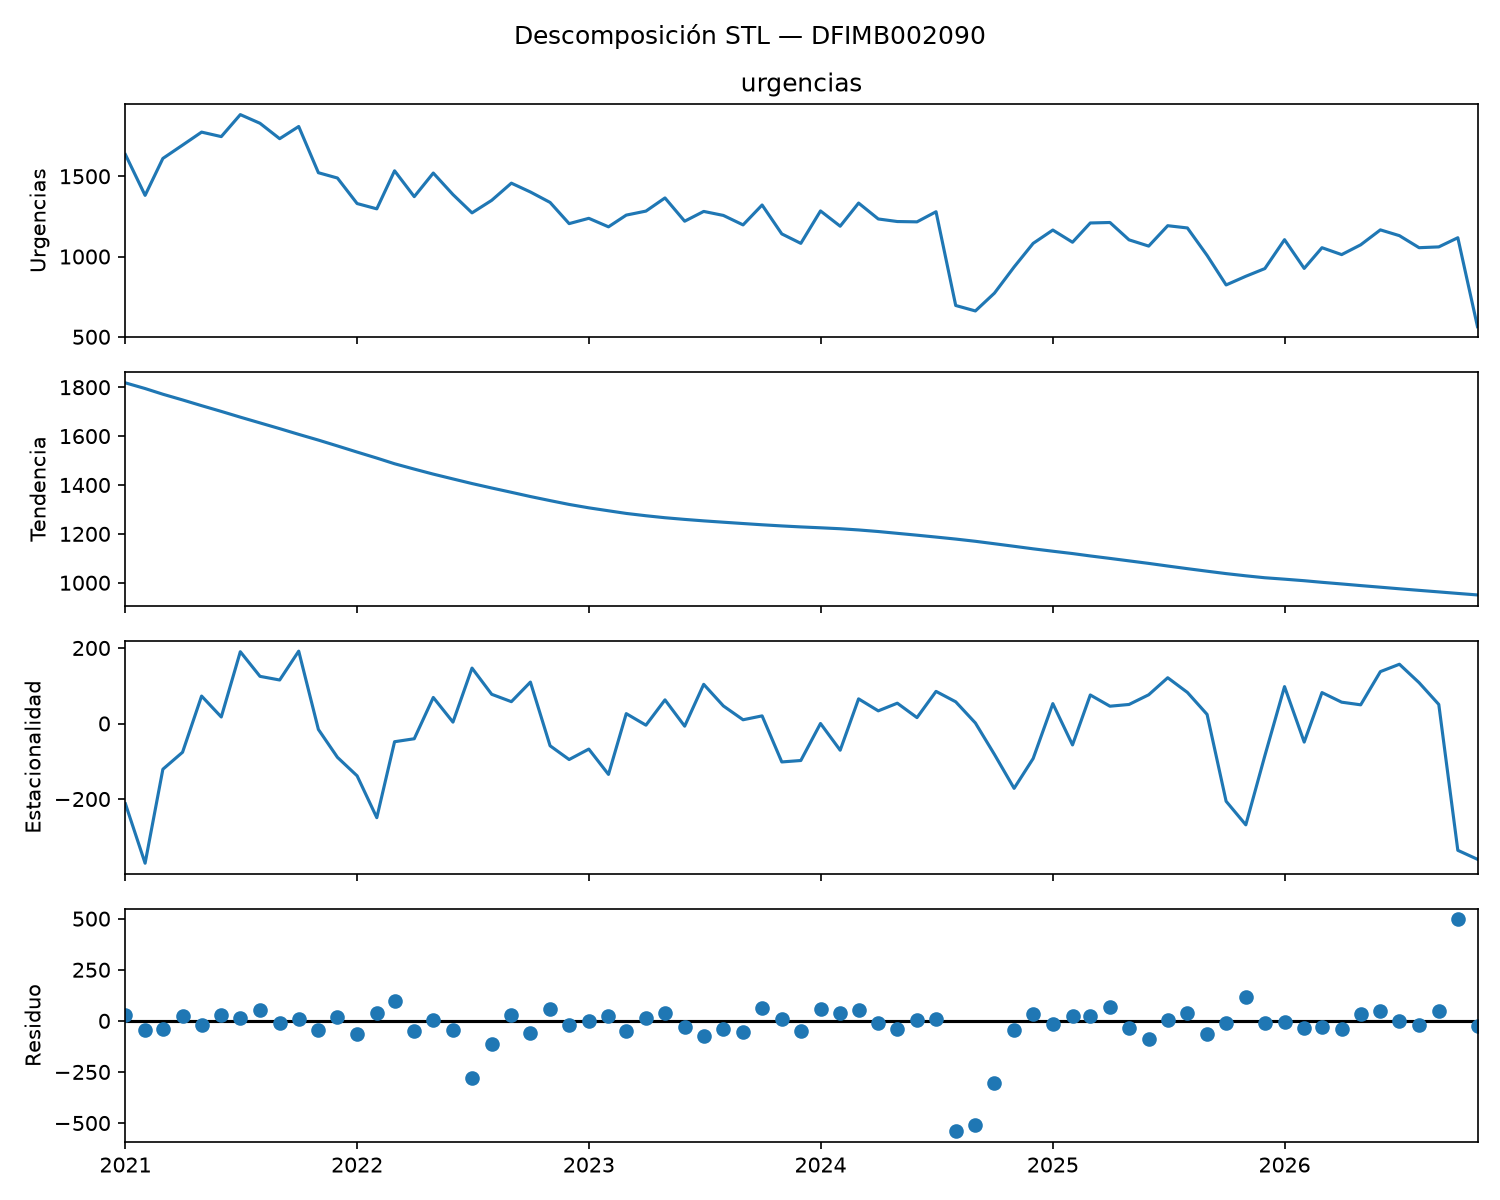 Descomposición STL — DFIMB002090
urgencias
Urgencias
1500
1000
500
Tendencia
1800
1600
1400
1200
1000
Estacionalidad
200
0
−200
Residuo
500
250
0
−250
−500
2021 2022 2023 2024 2025 2026